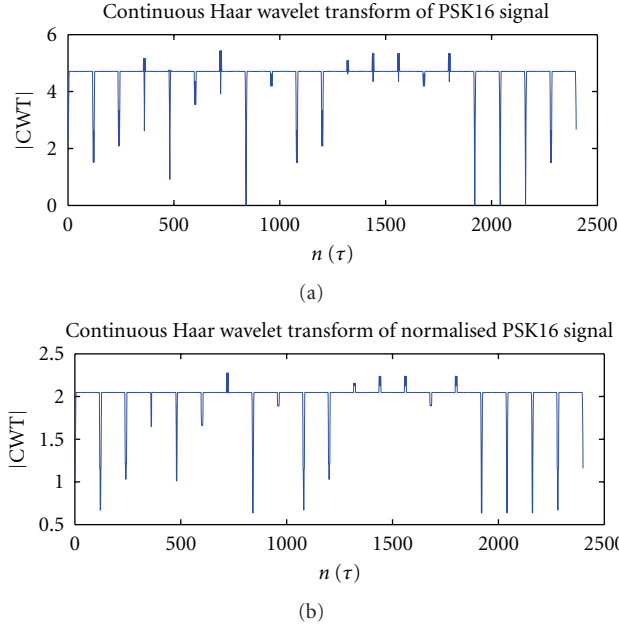 Continuous Haar wavelet transform of PSK16 signal
6
4
2
0
|CWT|
0 500 1000 1500 2000 2500
n (τ)
(a)
Continuous Haar wavelet transform of normalised PSK16 signal
2.5
2
1.5
1
0.5
|CWT|
0 500 1000 1500 2000 2500
n (τ)
(b)